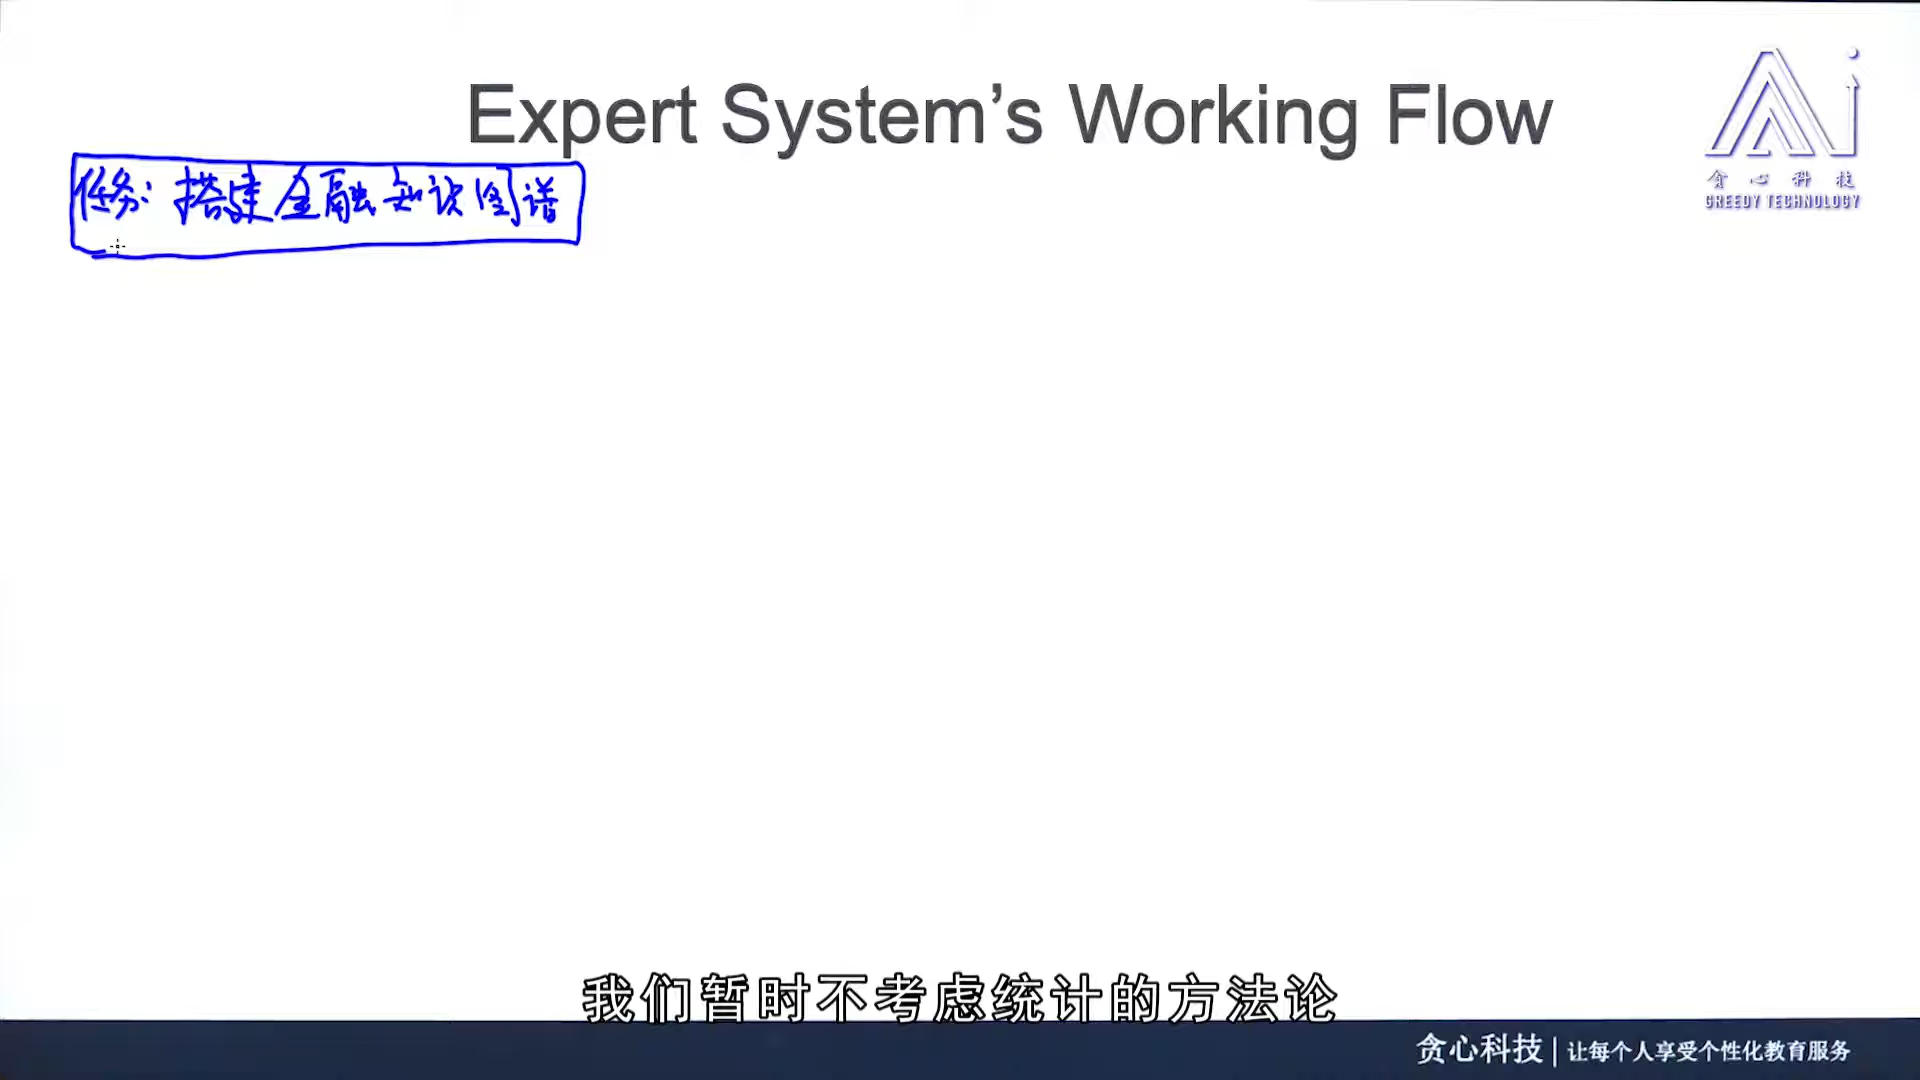 Expert System’s Working Flow
贪心科技
GREEDY TECHNOLOGY
任务: 搭建金融知识图谱
我们暂时不考虑统计的方法论
贪心科技 | 让每个人享受个性化教育服务